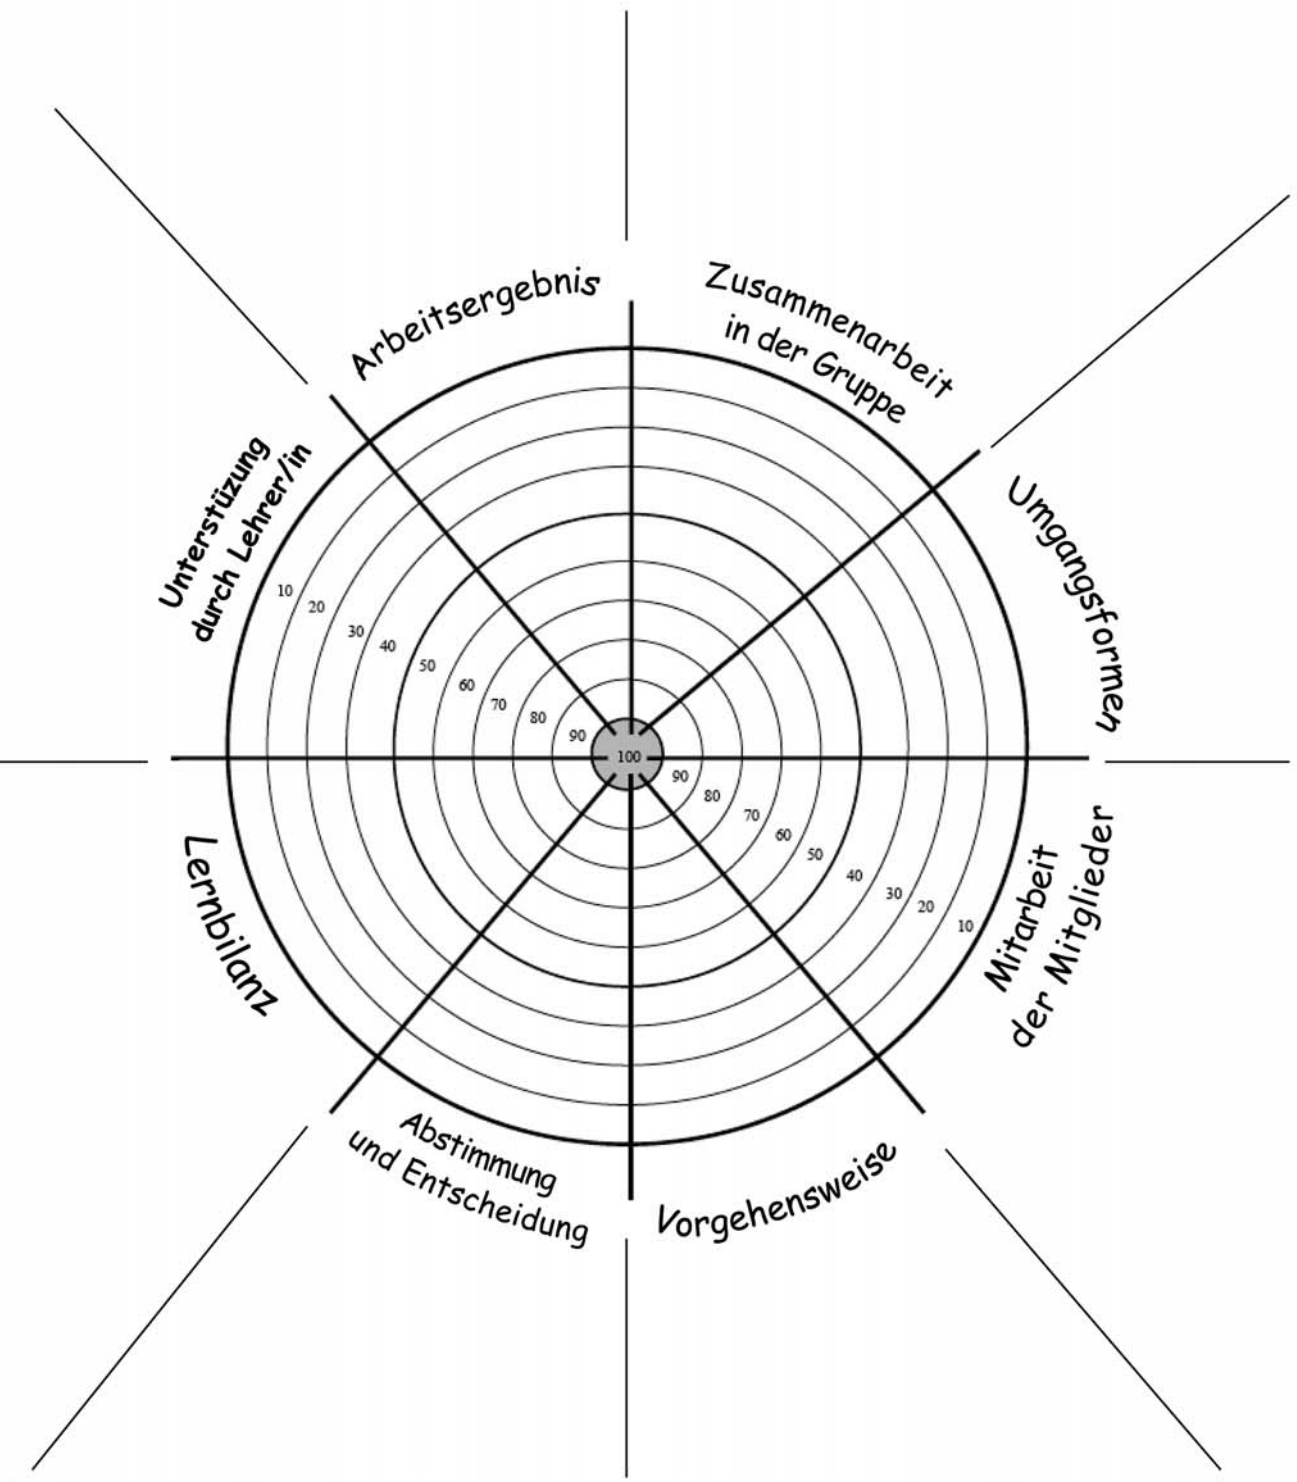 Arbeitsergebnis
Zusammenarbeit
in der Gruppe
Unterstüzung
durch Lehrer/in
Umgangsformen
10
20
30
40
50
60
70
80
90
100
90
80
70
60
50
40
30
20
10
Mitarbeit
der Mitglieder
Lernbilanz
Abstimmung
und Entscheidung
Vorgehensweise